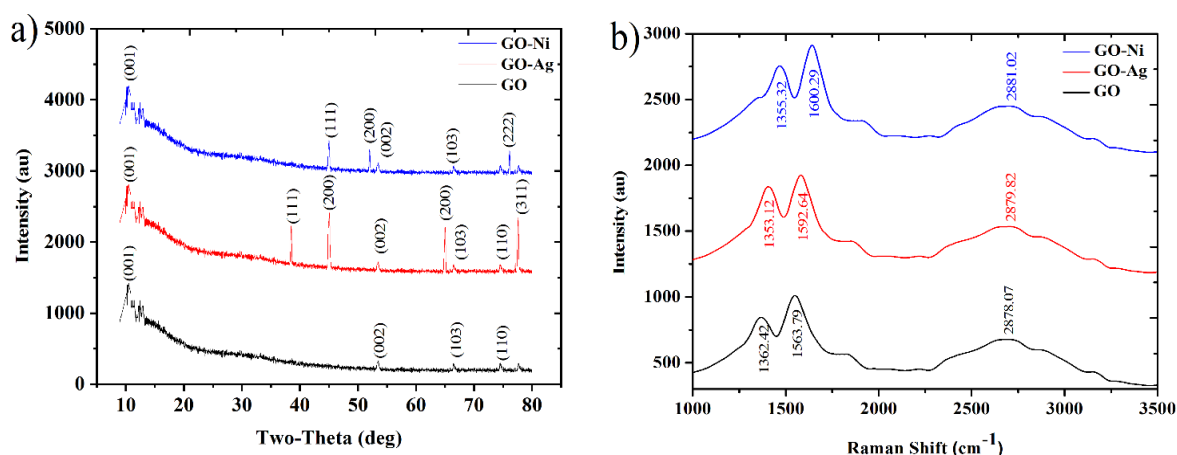 a)
5000
4000
3000
2000
1000
0
Intensity (au)
10 20 30 40 50 60 70 80
Two-Theta (deg)
GO-Ni
GO-Ag
GO
(001)
(111)
(200)
(002)
(103)
(222)
(001)
(111)
(200)
(002)
(200)
(103)
(110)
(311)
(001)
(002)
(103)
(110)
b)
3000
2500
2000
1500
1000
500
Intensity (au)
1000 1500 2000 2500 3000 3500
Raman Shift (cm⁻¹)
GO-Ni
GO-Ag
GO
1355.32
1600.29
2881.02
1353.12
1592.64
2879.82
1362.42
1563.79
2878.07